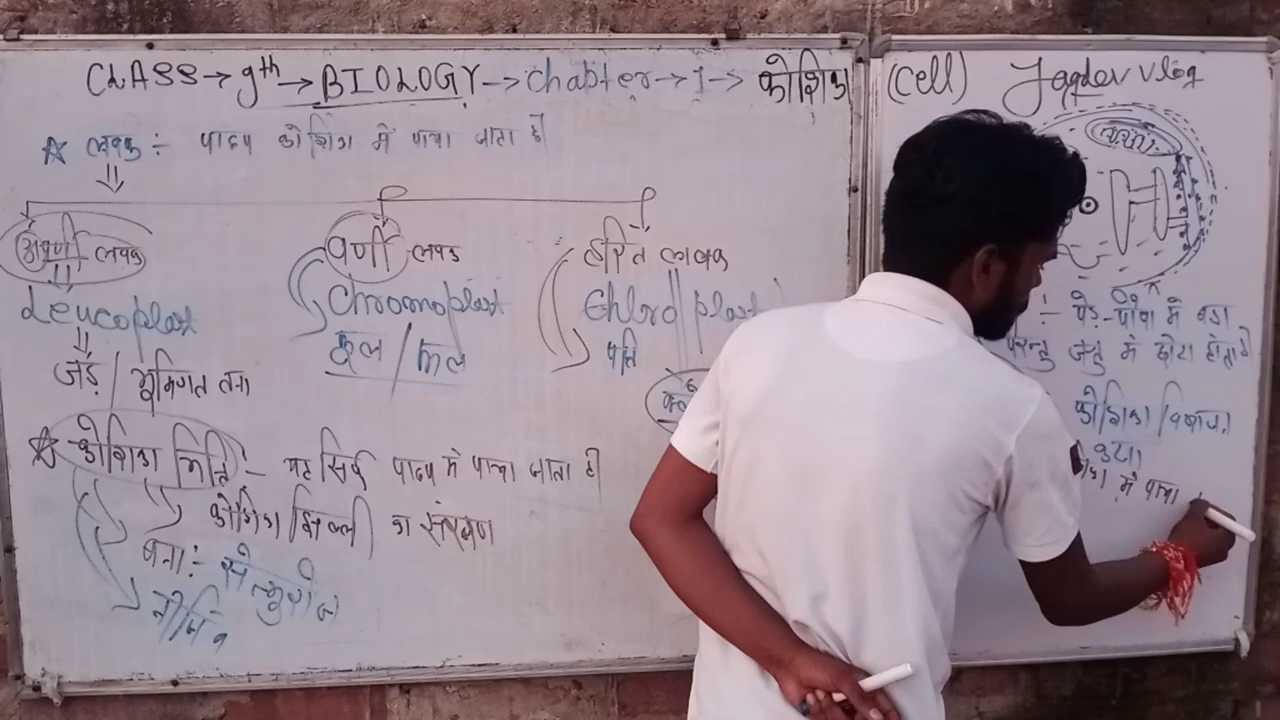 CLASS→9th→BIOLOGY→chapter→1→ कोशिका (Cell) Jagdev vlog
☆ लवक :- पादप कोशिका में पाया जाता है।
अवर्णी लवक
वर्णी लवक
हरित लवक
Leucoplast
Chromoplast
Chloroplast
जड़ / भूमिगत तना
फूल / फल
पत्ति
☆ कोशिका भित्ति :- यह सिर्फ पादप में पाया जाता है।
कोशिका झिल्ली का संरक्षण
बना :- सेल्युलोज
:- पेड़-पौधा में बड़ा
परन्तु जन्तु में छोटा होता है
कोशिका विभाजन
में पाया